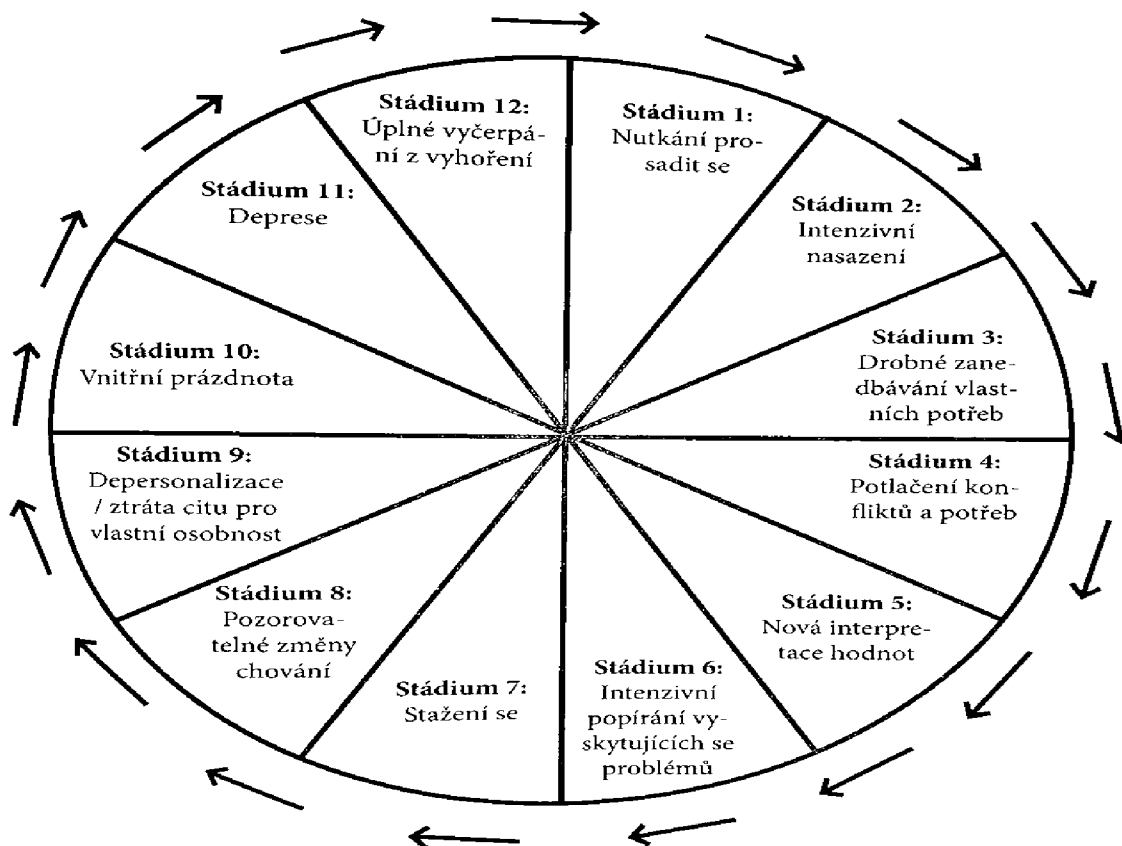 Stádium 1:
Nutkání pro-
sadit se
Stádium 2:
Intenzivní
nasazení
Stádium 3:
Drobné zane-
dbávání vlast-
ních potřeb
Stádium 4:
Potlačení kon-
fliktů a potřeb
Stádium 5:
Nová interpre-
tace hodnot
Stádium 6:
Intenzivní
popírání vy-
skytujících se
problémů
Stádium 7:
Stažení se
Stádium 8:
Pozorova-
telné změny
chování
Stádium 9:
Depersonalizace
/ ztráta citu pro
vlastní osobnost
Stádium 10:
Vnitřní prázdnota
Stádium 11:
Deprese
Stádium 12:
Úplné vyčerpá-
ní z vyhoření